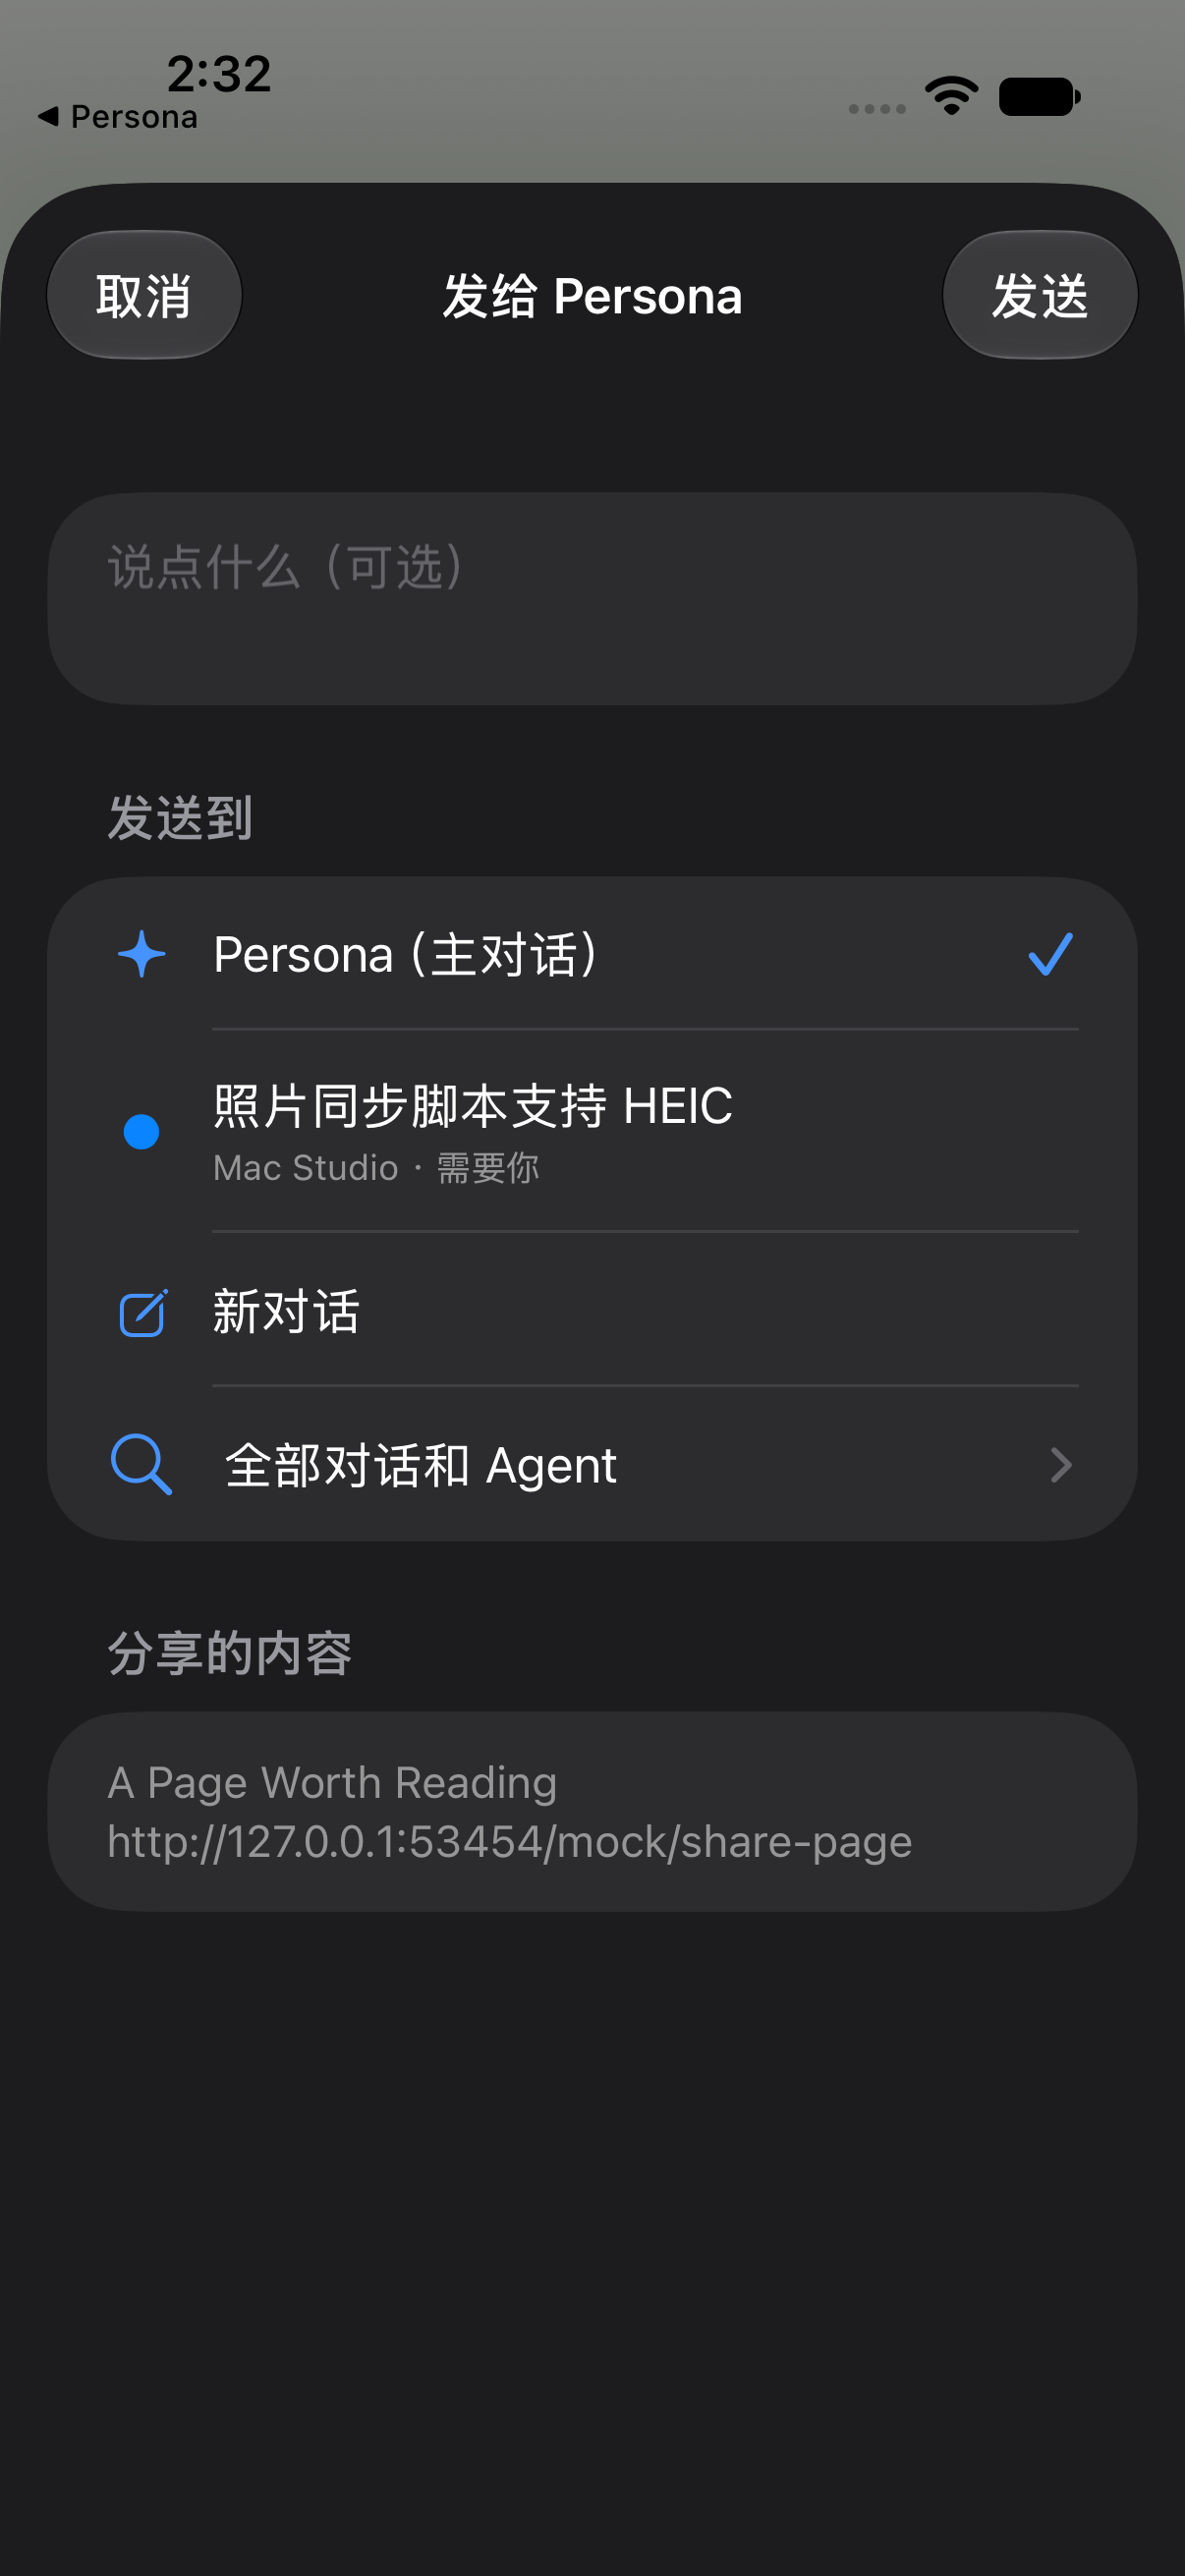 2:32
◀ Persona
取消
发给 Persona
发送
说点什么（可选）
发送到
Persona（主对话）
照片同步脚本支持 HEIC
Mac Studio · 需要你
新对话
全部对话和 Agent
分享的内容
A Page Worth Reading
http://127.0.0.1:53454/mock/share-page